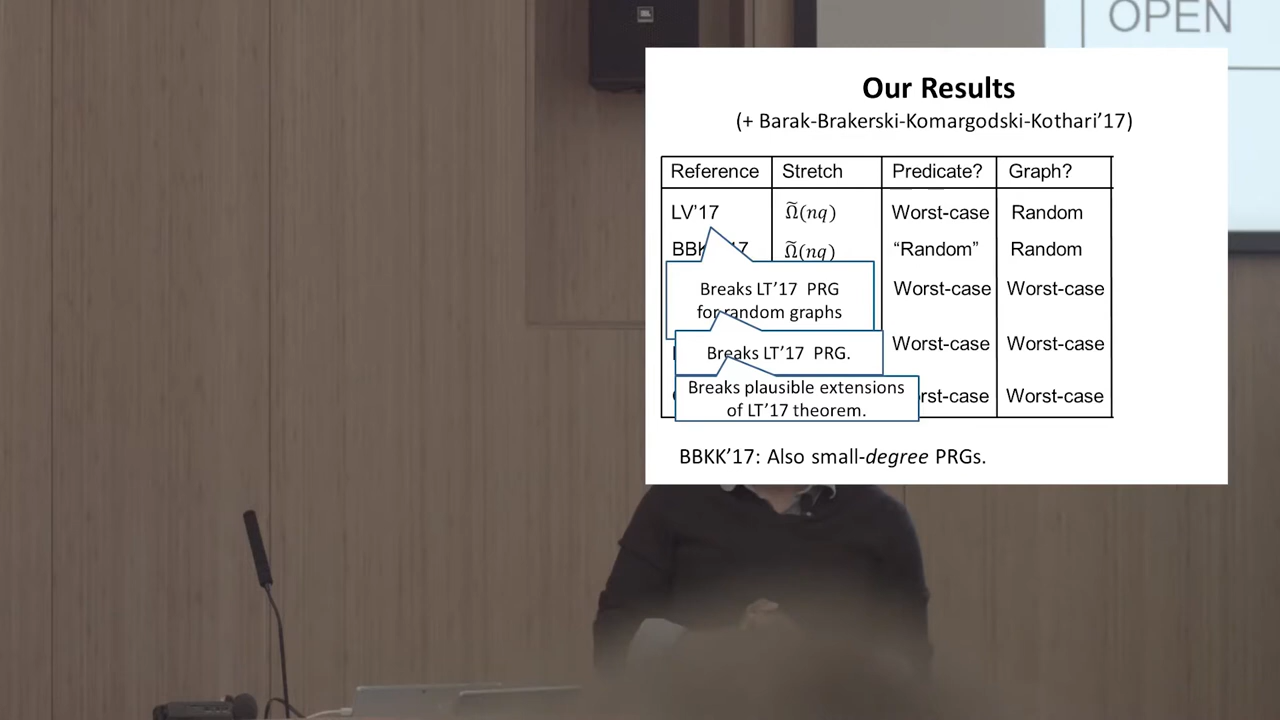 OPEN
JBL
Our Results
(+ Barak-Brakerski-Komargodski-Kothari’17)
Reference Stretch Predicate? Graph?
LV’17 Ω̃(nq) Worst-case Random
Ω̃(nq) “Random” Random
Breaks LT’17 PRG
for random graphs
Worst-case Worst-case
Breaks LT’17 PRG.
Worst-case Worst-case
Breaks plausible extensions
of LT’17 theorem.
Worst-case
BBKK’17: Also small-degree PRGs.